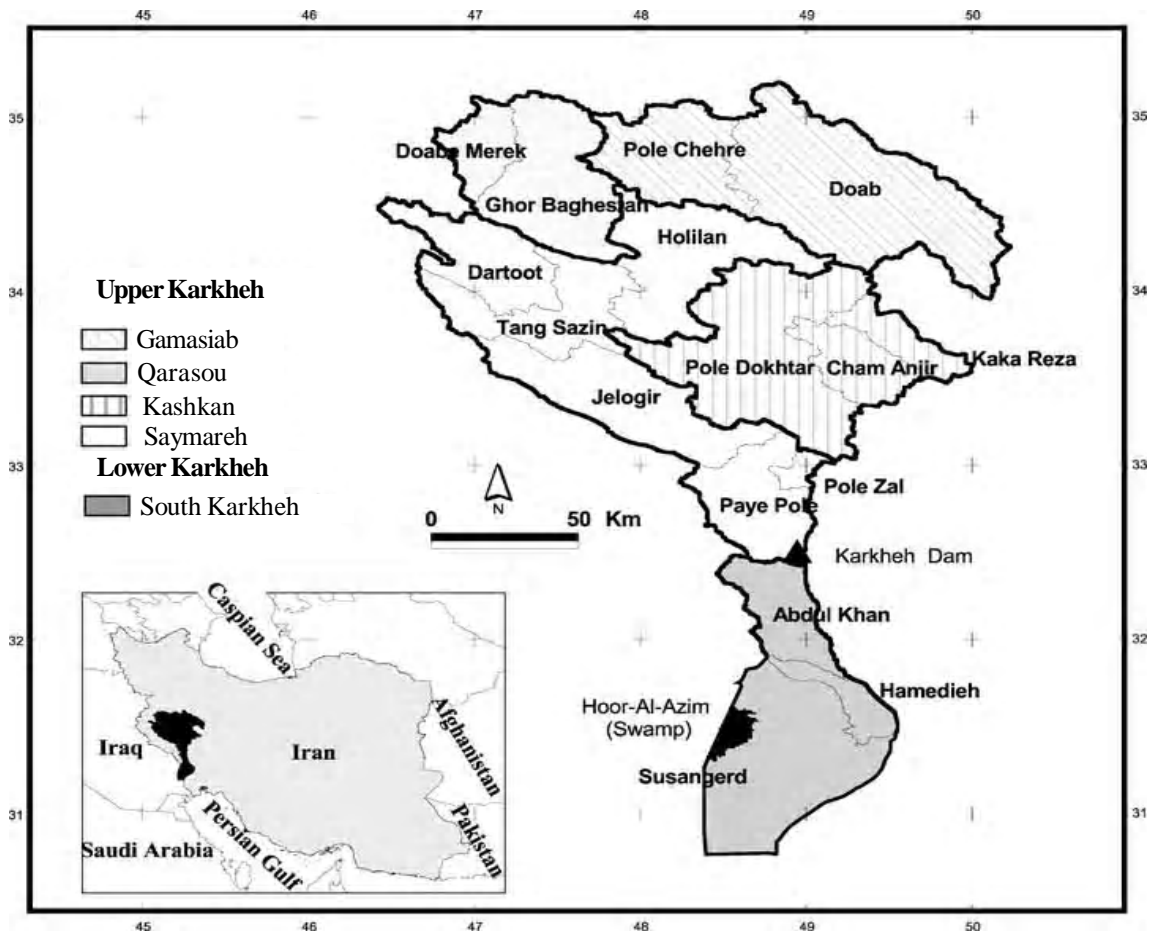 45 46 47 48 49 50
35 35
Doabe Merek
Pole Chehre
Doab
Ghor Baghestan
Holilan
Dartoot
34 34
Upper Karkheh
Gamasiab
Qarasou
Kashkan
Saymareh
Lower Karkheh
South Karkheh
Tang Sazin
Pole Dokhtar
Cham Anjir
Kaka Reza
Jelogir
33 33
Pole Zal
Paye Pole
N
0 50 Km
Karkheh Dam
Abdul Khan
32 32
Hamedieh
Hoor-Al-Azim
(Swamp)
Susangerd
31 31
Caspian Sea
Afghanistan
Iraq
Iran
Pakistan
Persian Gulf
Saudi Arabia
45 46 47 48 49 50